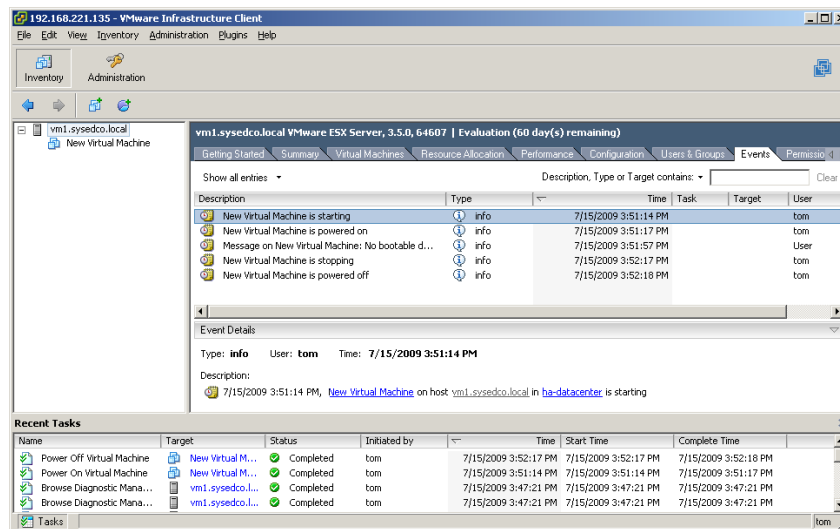 192.168.221.135 - VMware Infrastructure Client
File Edit View Inventory Administration Plugins Help
Inventory Administration
vm1.sysedco.local
New Virtual Machine
vm1.sysedco.local VMware ESX Server, 3.5.0, 64607 | Evaluation (60 day(s) remaining)
Getting Started Summary Virtual Machines Resource Allocation Performance Configuration Users & Groups Events Permissio
Show all entries Description, Type or Target contains: Clear
Description Type Time Task Target User
New Virtual Machine is starting info 7/15/2009 3:51:14 PM tom
New Virtual Machine is powered on info 7/15/2009 3:51:17 PM tom
Message on New Virtual Machine: No bootable d... info 7/15/2009 3:51:57 PM User
New Virtual Machine is stopping info 7/15/2009 3:52:17 PM tom
New Virtual Machine is powered off info 7/15/2009 3:52:18 PM tom
Event Details
Type: info User: tom Time: 7/15/2009 3:51:14 PM
Description:
7/15/2009 3:51:14 PM, New Virtual Machine on host vm1.sysedco.local in ha-datacenter is starting
Recent Tasks
Name Target Status Initiated by Time Start Time Complete Time
Power Off Virtual Machine New Virtual M... Completed tom 7/15/2009 3:52:17 PM 7/15/2009 3:52:17 PM 7/15/2009 3:52:18 PM
Power On Virtual Machine New Virtual M... Completed tom 7/15/2009 3:51:14 PM 7/15/2009 3:51:14 PM 7/15/2009 3:51:17 PM
Browse Diagnostic Mana... vm1.sysedco.l... Completed tom 7/15/2009 3:47:21 PM 7/15/2009 3:47:21 PM 7/15/2009 3:47:21 PM
Browse Diagnostic Mana... vm1.sysedco.l... Completed tom 7/15/2009 3:47:21 PM 7/15/2009 3:47:21 PM 7/15/2009 3:47:21 PM
Tasks tom